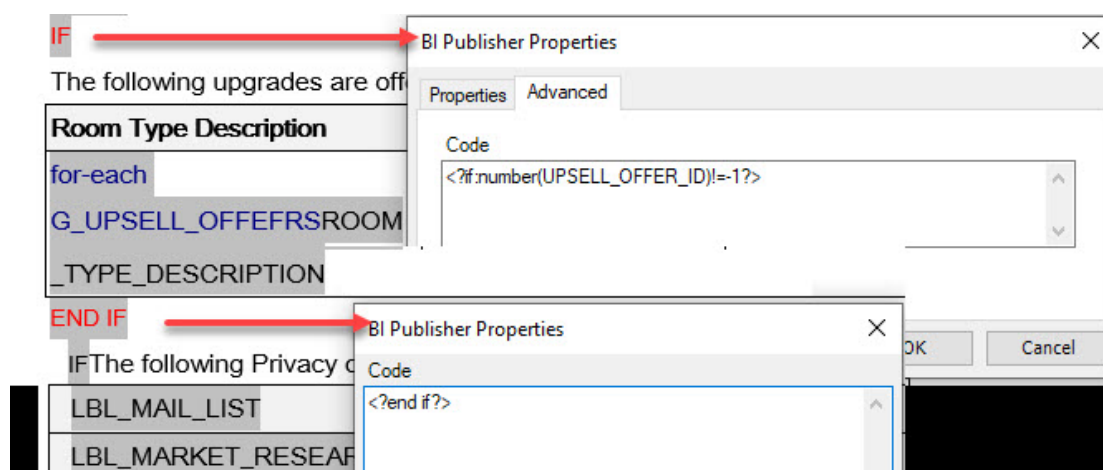 IF
The following upgrades are off
Room Type Description
for-each
G_UPSELL_OFFEFRSROOM
_TYPE_DESCRIPTION
END IF
IFThe following Privacy
LBL_MAIL_LIST
LBL_MARKET_RESEAR
BI Publisher Properties
Properties Advanced
Code
<?if:number(UPSELL_OFFER_ID)!=-1?>
OK Cancel
BI Publisher Properties
Code
<?end if?>